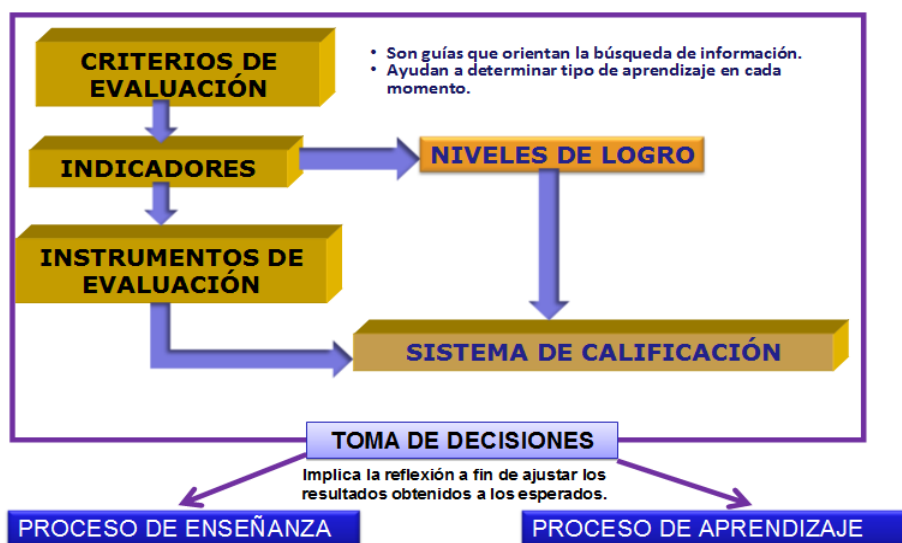 CRITERIOS DE
EVALUACIÓN
• Son guías que orientan la búsqueda de información.
• Ayudan a determinar tipo de aprendizaje en cada
momento.
INDICADORES
NIVELES DE LOGRO
INSTRUMENTOS DE
EVALUACIÓN
SISTEMA DE CALIFICACIÓN
TOMA DE DECISIONES
Implica la reflexión a fin de ajustar los
resultados obtenidos a los esperados.
PROCESO DE ENSEÑANZA
PROCESO DE APRENDIZAJE